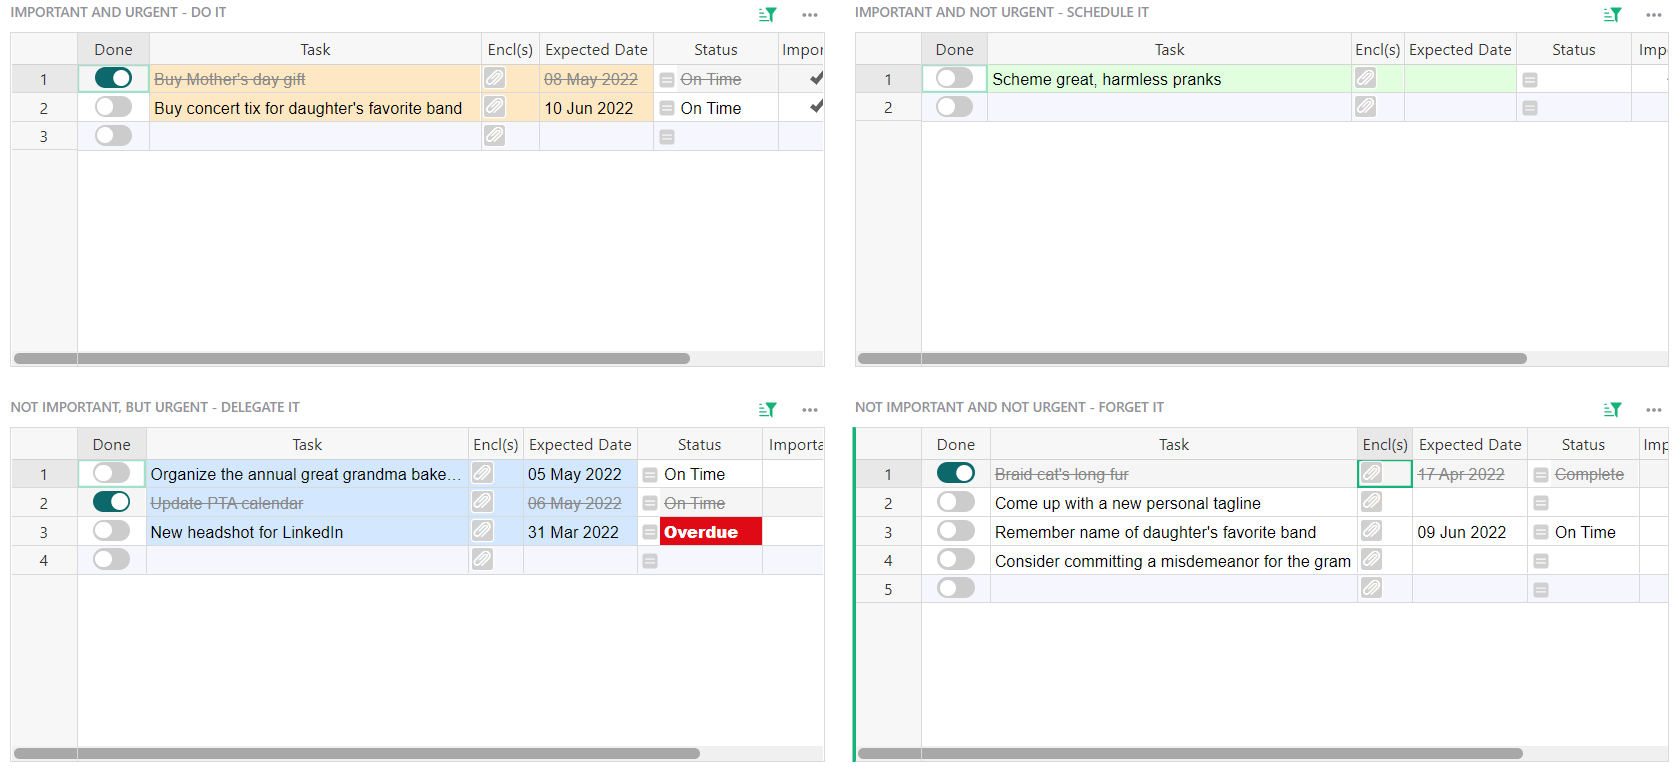 IMPORTANT AND URGENT - DO IT
Done Task Encl(s) Expected Date Status Impor
1 Buy Mother's day gift 08 May 2022 On Time
2 Buy concert tix for daughter's favorite band 10 Jun 2022 On Time
3
IMPORTANT AND NOT URGENT - SCHEDULE IT
Done Task Encl(s) Expected Date Status Imp
1 Scheme great, harmless pranks
2
NOT IMPORTANT, BUT URGENT - DELEGATE IT
Done Task Encl(s) Expected Date Status Importa
1 Organize the annual great grandma bake... 05 May 2022 On Time
2 Update PTA calendar 06 May 2022 On Time
3 New headshot for LinkedIn 31 Mar 2022 Overdue
4
NOT IMPORTANT AND NOT URGENT - FORGET IT
Done Task Encl(s) Expected Date Status Imp
1 Braid cat's long fur 17 Apr 2022 Complete
2 Come up with a new personal tagline
3 Remember name of daughter's favorite band 09 Jun 2022 On Time
4 Consider committing a misdemeanor for the gram
5